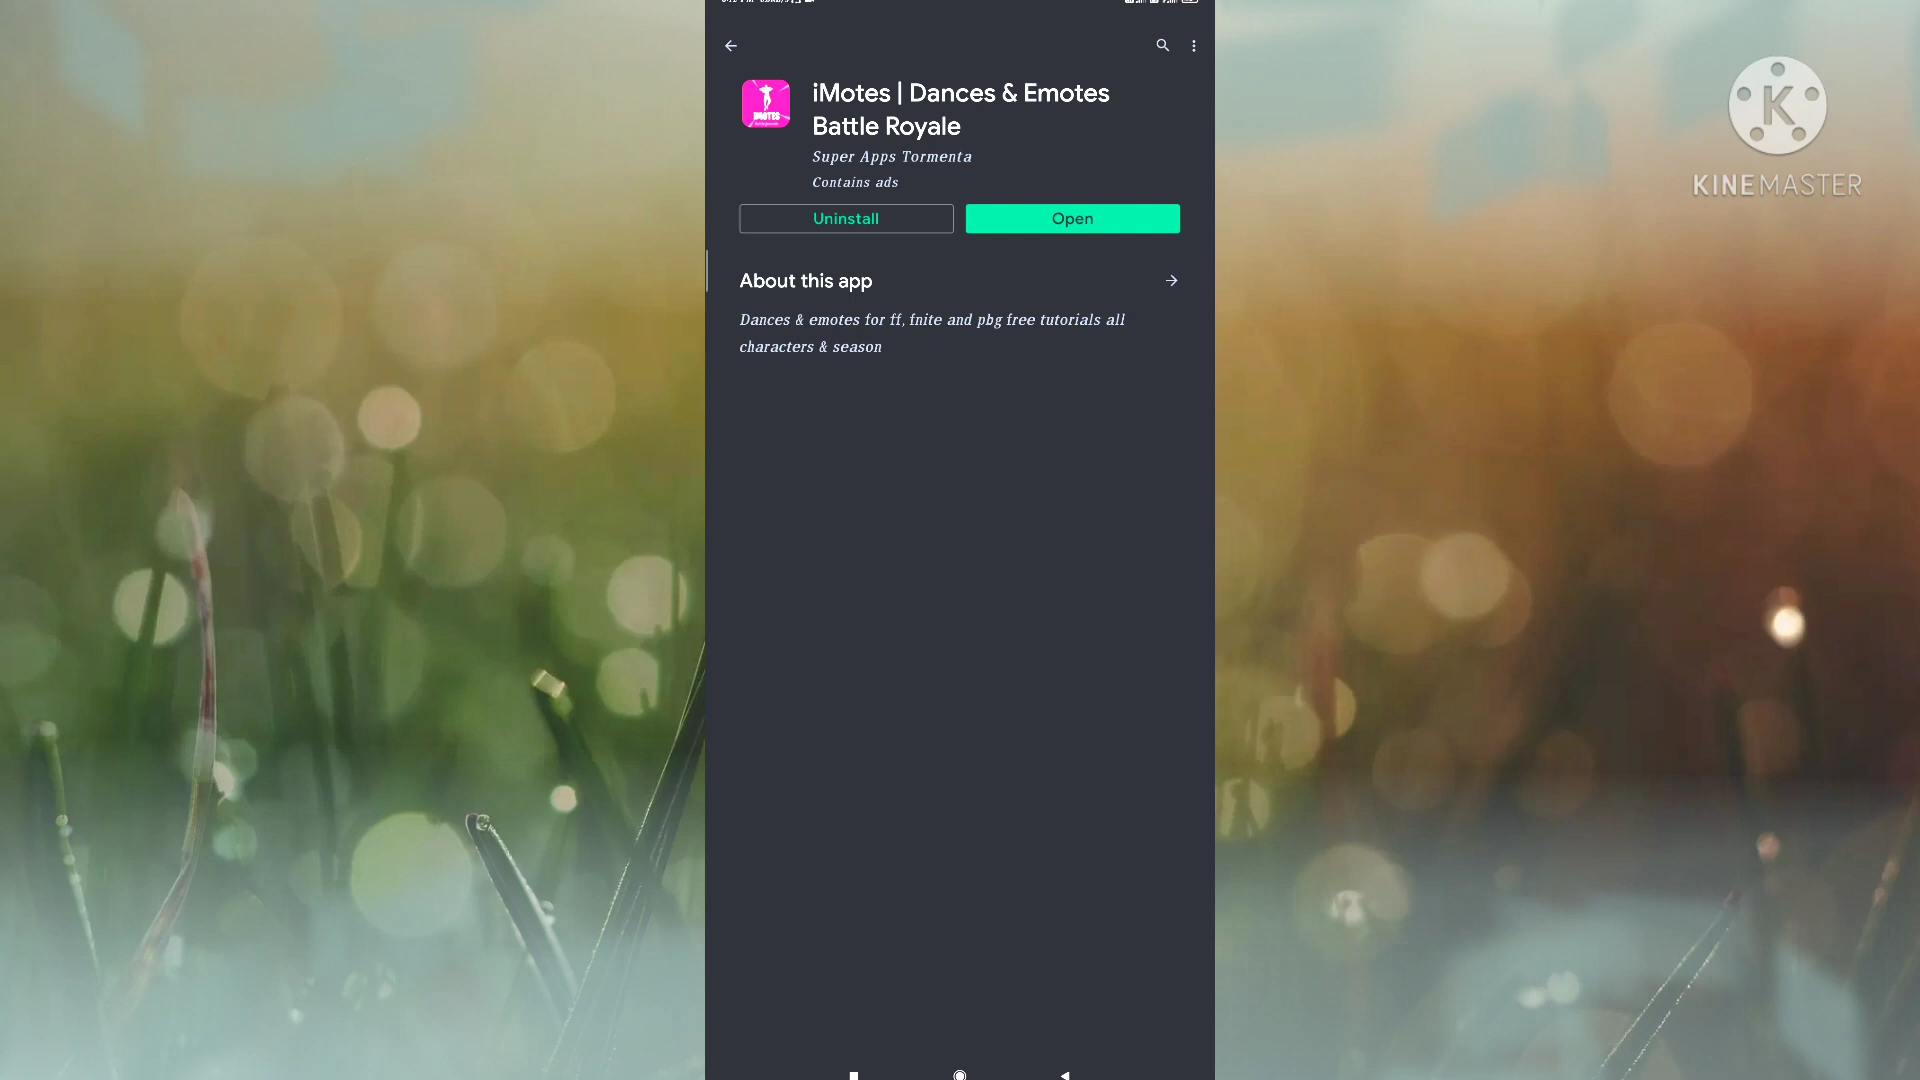 iMotes | Dances & Emotes
Battle Royale
Super Apps Tormenta
Contains ads
Uninstall
Open
About this app
Dances & emotes for ff, fnite and pbg free tutorials all
characters & season
IMOTES
K
KINEMASTER